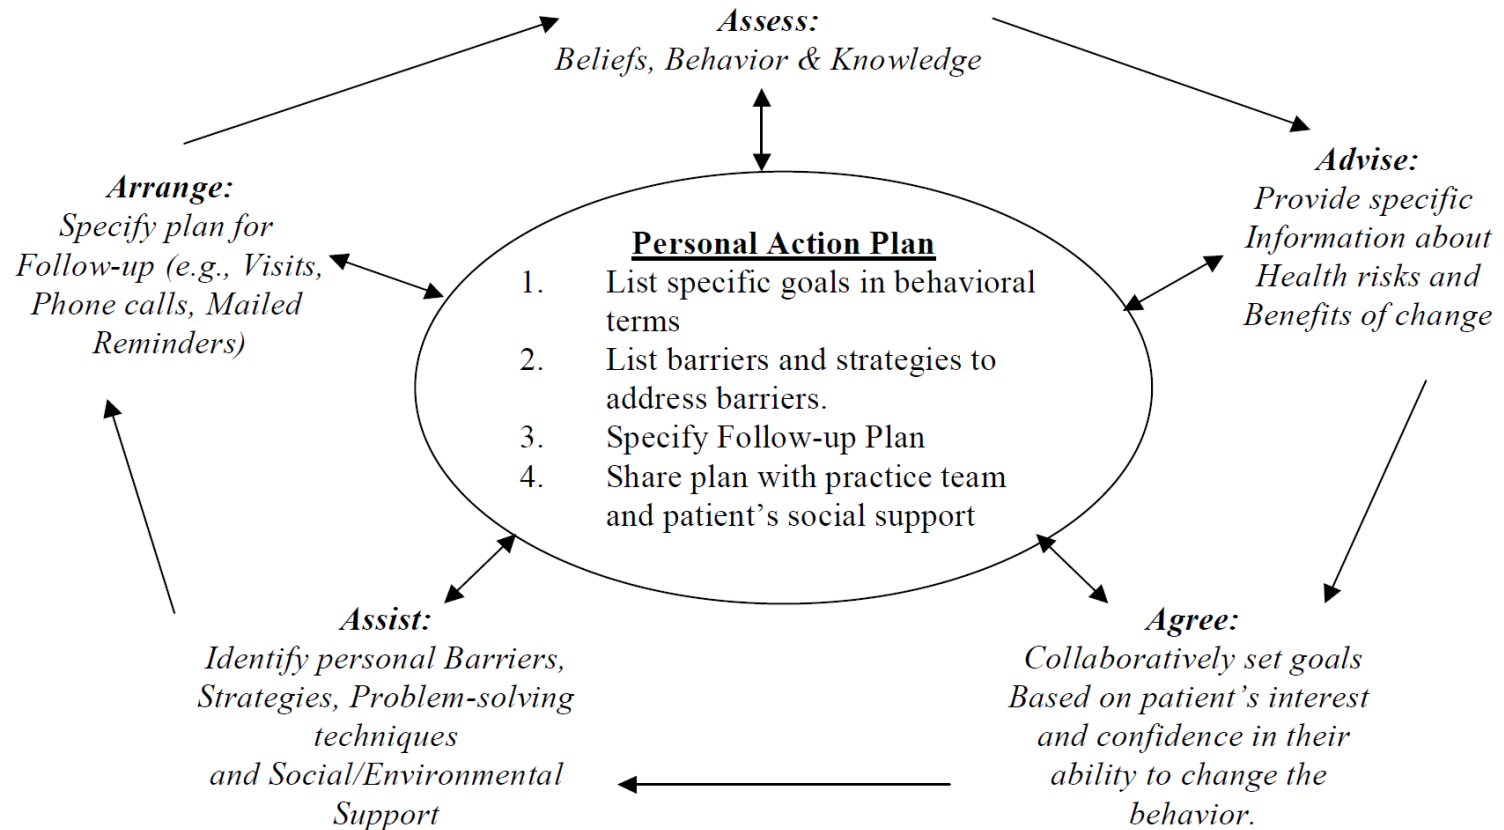 Assess:
Beliefs, Behavior & Knowledge
Advise:
Provide specific
Information about
Health risks and
Benefits of change
Agree:
Collaboratively set goals
Based on patient’s interest
and confidence in their
ability to change the
behavior.
Assist:
Identify personal Barriers,
Strategies, Problem-solving
techniques
and Social/Environmental
Support
Arrange:
Specify plan for
Follow-up (e.g., Visits,
Phone calls, Mailed
Reminders)
Personal Action Plan
1. List specific goals in behavioral
terms
2. List barriers and strategies to
address barriers.
3. Specify Follow-up Plan
4. Share plan with practice team
and patient’s social support